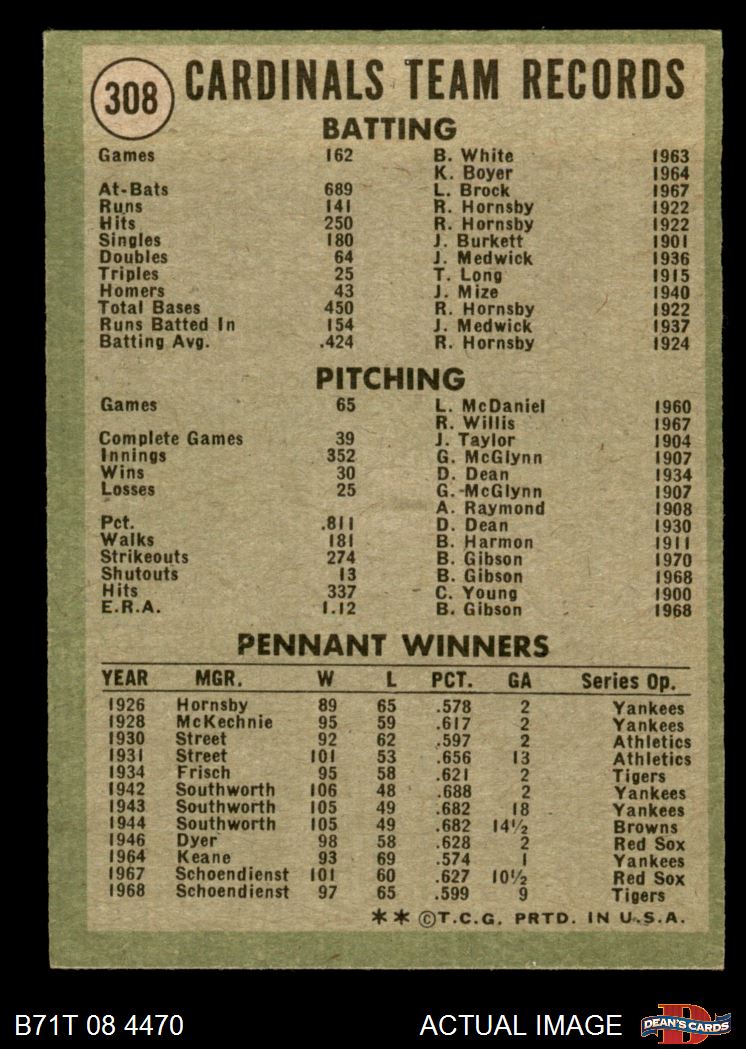 308 CARDINALS TEAM RECORDS
BATTING
Games 162 B. White 1963
K. Boyer 1964
At-Bats 689 L. Brock 1967
Runs 141 R. Hornsby 1922
Hits 250 R. Hornsby 1922
Singles 180 J. Burkett 1901
Doubles 64 J. Medwick 1936
Triples 25 T. Long 1915
Homers 43 J. Mize 1940
Total Bases 450 R. Hornsby 1922
Runs Batted In 154 J. Medwick 1937
Batting Avg. .424 R. Hornsby 1924
PITCHING
Games 65 L. McDaniel 1960
R. Willis 1967
Complete Games 39 J. Taylor 1904
Innings 352 G. McGlynn 1907
Wins 30 D. Dean 1934
Losses 25 G. McGlynn 1907
A. Raymond 1908
Pct. .811 D. Dean 1930
Walks 181 B. Harmon 1911
Strikeouts 274 B. Gibson 1970
Shutouts 13 B. Gibson 1968
Hits 337 C. Young 1900
E.R.A. 1.12 B. Gibson 1968
PENNANT WINNERS
YEAR MGR. W L PCT. GA Series Op.
1926 Hornsby 89 65 .578 2 Yankees
1928 McKechnie 95 59 .617 2 Yankees
1930 Street 92 62 .597 2 Athletics
1931 Street 101 53 .656 13 Athletics
1934 Frisch 95 58 .621 2 Tigers
1942 Southworth 106 48 .688 2 Yankees
1943 Southworth 105 49 .682 18 Yankees
1944 Southworth 105 49 .682 14½ Browns
1946 Dyer 98 58 .628 2 Red Sox
1964 Keane 93 69 .574 1 Yankees
1967 Schoendienst 101 60 .627 10½ Red Sox
1968 Schoendienst 97 65 .599 9 Tigers
** ©T.C.G. PRTD. IN U.S.A.
B71T 08 4470 ACTUAL IMAGE D DEAN'S CARDS